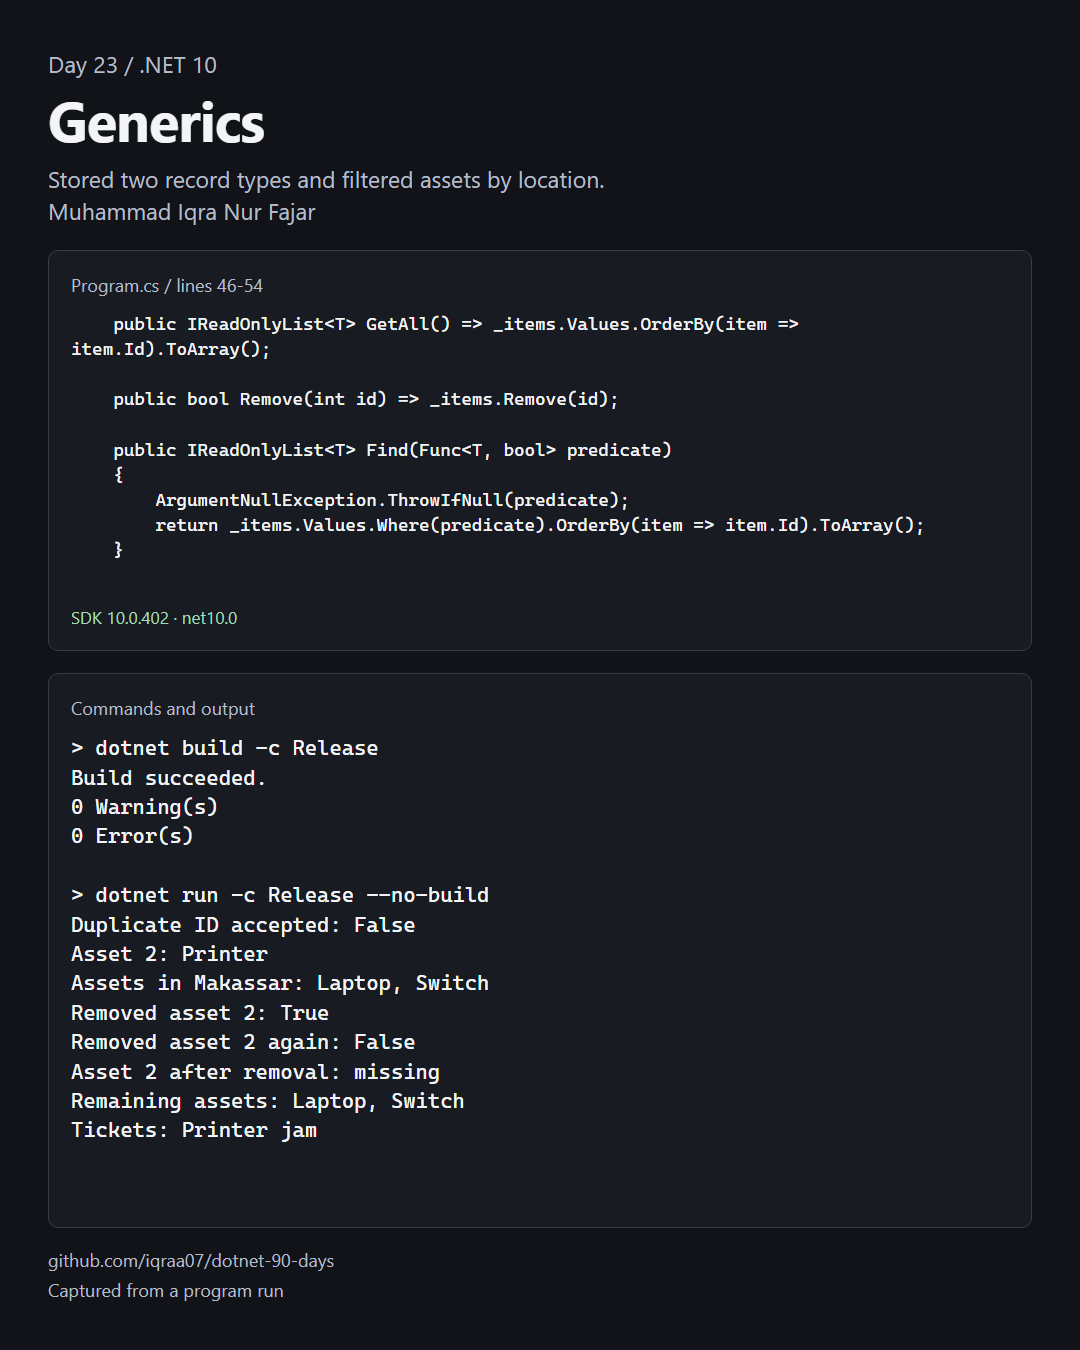 Day 23 / .NET 10
Generics
Stored two record types and filtered assets by location.
Muhammad Iqra Nur Fajar
Program.cs / lines 46-54
    public IReadOnlyList<T> GetAll() => _items.Values.OrderBy(item =>
item.Id).ToArray();
    public bool Remove(int id) => _items.Remove(id);
    public IReadOnlyList<T> Find(Func<T, bool> predicate)
    {
        ArgumentNullException.ThrowIfNull(predicate);
        return _items.Values.Where(predicate).OrderBy(item => item.Id).ToArray();
    }
SDK 10.0.402 · net10.0
Commands and output
> dotnet build -c Release
Build succeeded.
0 Warning(s)
0 Error(s)
> dotnet run -c Release --no-build
Duplicate ID accepted: False
Asset 2: Printer
Assets in Makassar: Laptop, Switch
Removed asset 2: True
Removed asset 2 again: False
Asset 2 after removal: missing
Remaining assets: Laptop, Switch
Tickets: Printer jam
github.com/iqraa07/dotnet-90-days
Captured from a program run